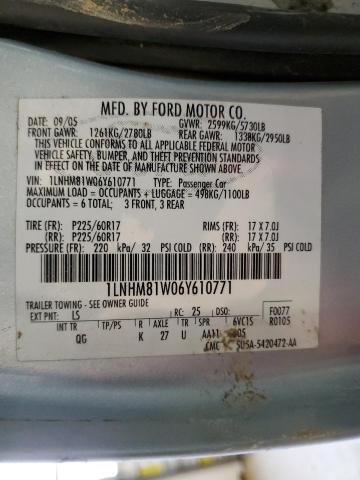 MFD. BY FORD MOTOR CO.
DATE: 09/05 GVWR: 2599KG/5730LB
FRONT GAWR: 1261KG/2780LB REAR GAWR: 1338KG/2950LB
THIS VEHICLE CONFORMS TO ALL APPLICABLE FEDERAL MOTOR
VEHICLE SAFETY, BUMPER, AND THEFT PREVENTION STANDARDS
IN EFFECT ON THE DATE OF MANUFACTURE SHOWN ABOVE.
VIN: 1LNHM81W06Y610771 TYPE: Passenger Car
MAXIMUM LOAD = OCCUPANTS + LUGGAGE = 498KG/1100LB
OCCUPANTS = 6 TOTAL; 3 FRONT, 3 REAR
TIRE (FR): P225/60R17 RIMS (FR): 17 X 7.0J
(RR): P225/60R17 (RR): 17 X 7.0J
PRESSURE (FR): 220 kPa/ 32 PSI COLD (RR): 240 kPa/ 35 PSI COLD
1LNHM81W06Y610771
TRAILER TOWING - SEE OWNER GUIDE
EXT PNT: LS RC: 25 DSO: F0077
INT TR TP/PS R AXLE TR SPR 6VC15 R0105
QG K 27 U AA11
CMC 5U5A-5420472-AA